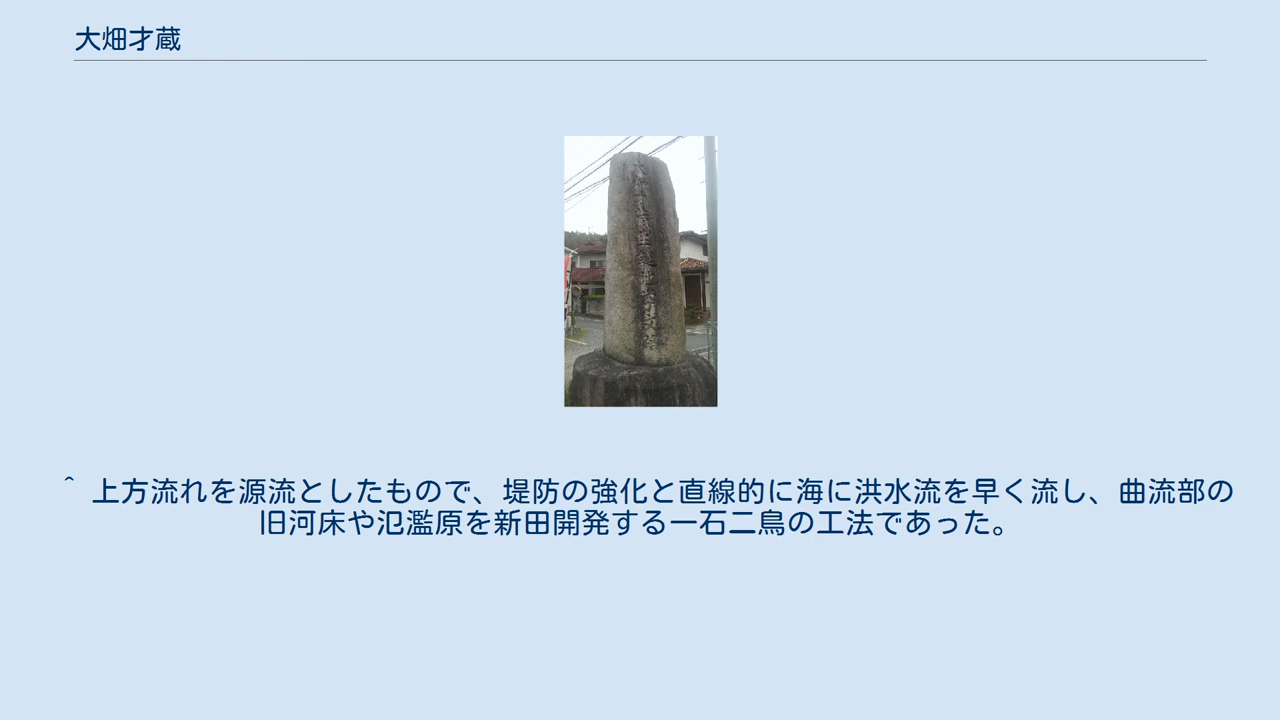 大畑才蔵
^ 上方流れを源流としたもので、堤防の強化と直線的に海に洪水流を早く流し、曲流部の
旧河床や氾濫原を新田開発する一石二鳥の工法であった。